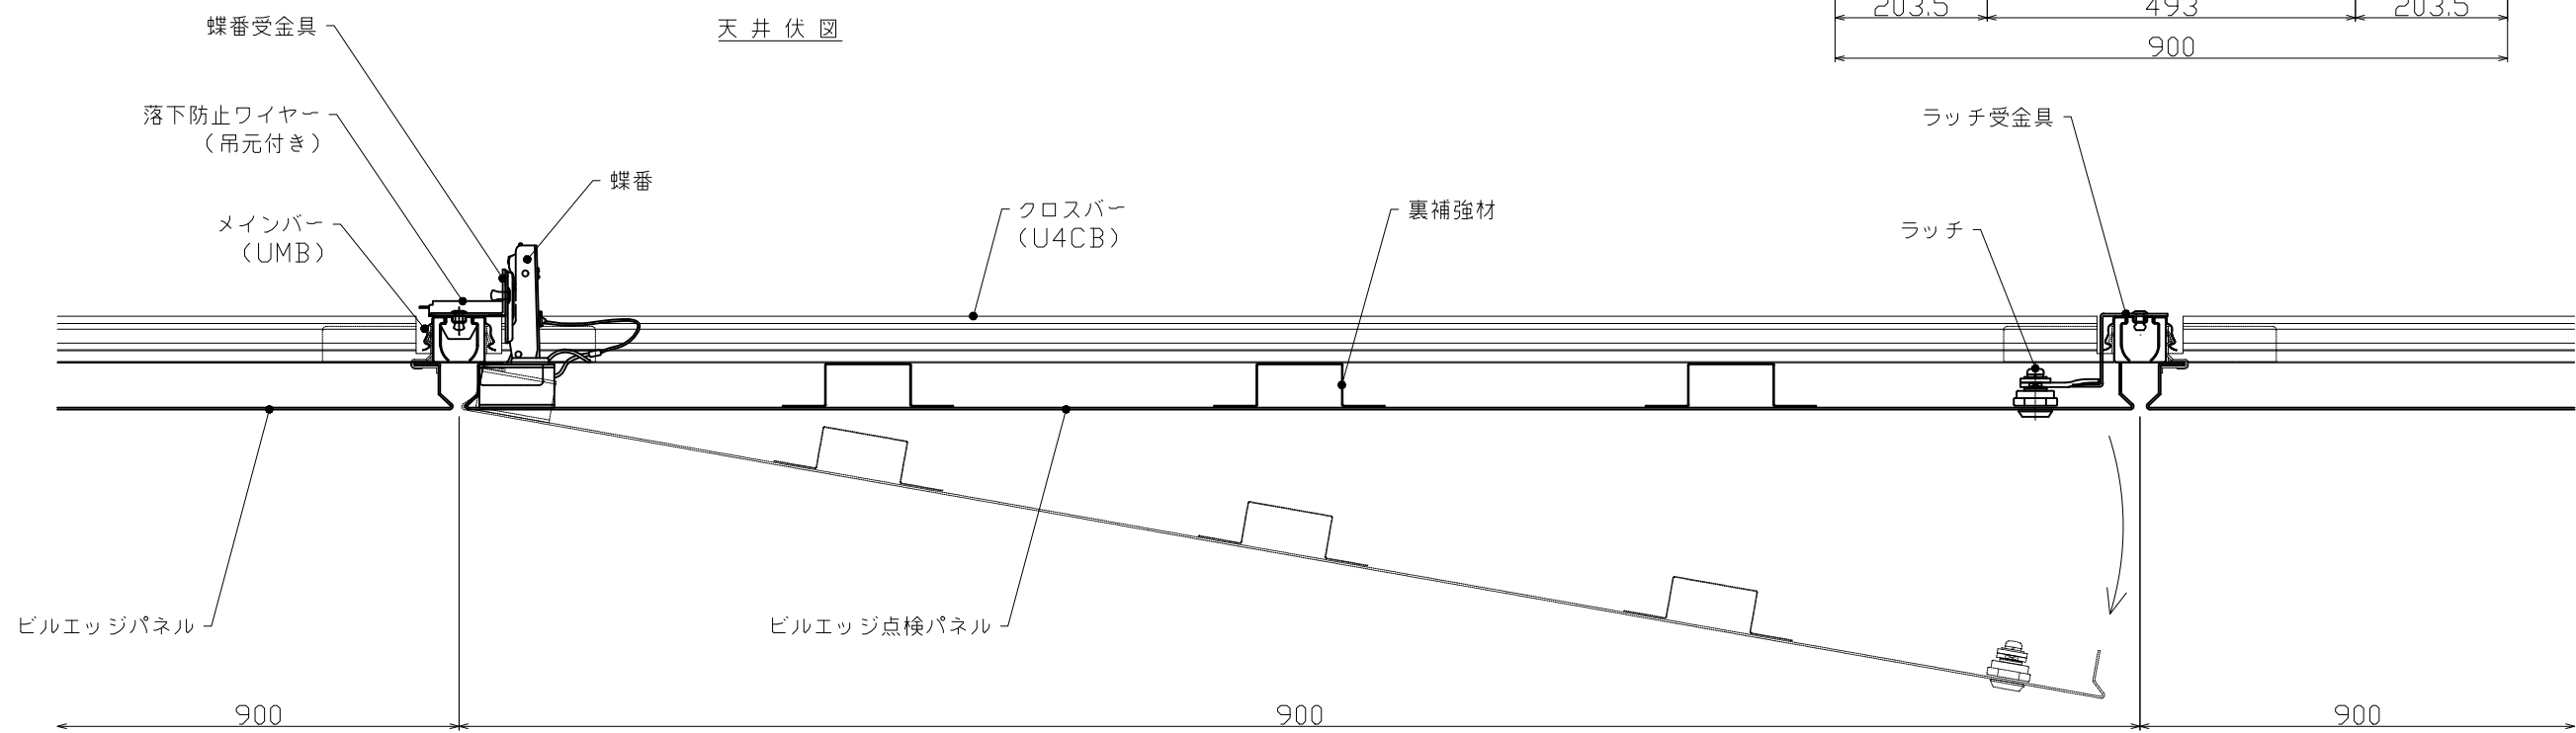 203.5 493 203.5
900
天井伏図
蝶番受金具
落下防止ワイヤー
（吊元付き）
ラッチ受金具
蝶番
メインバー
（UMB）
クロスバー
（U4CB）
裏補強材
ラッチ
ビルエッジパネル
ビルエッジ点検パネル
900 900 900